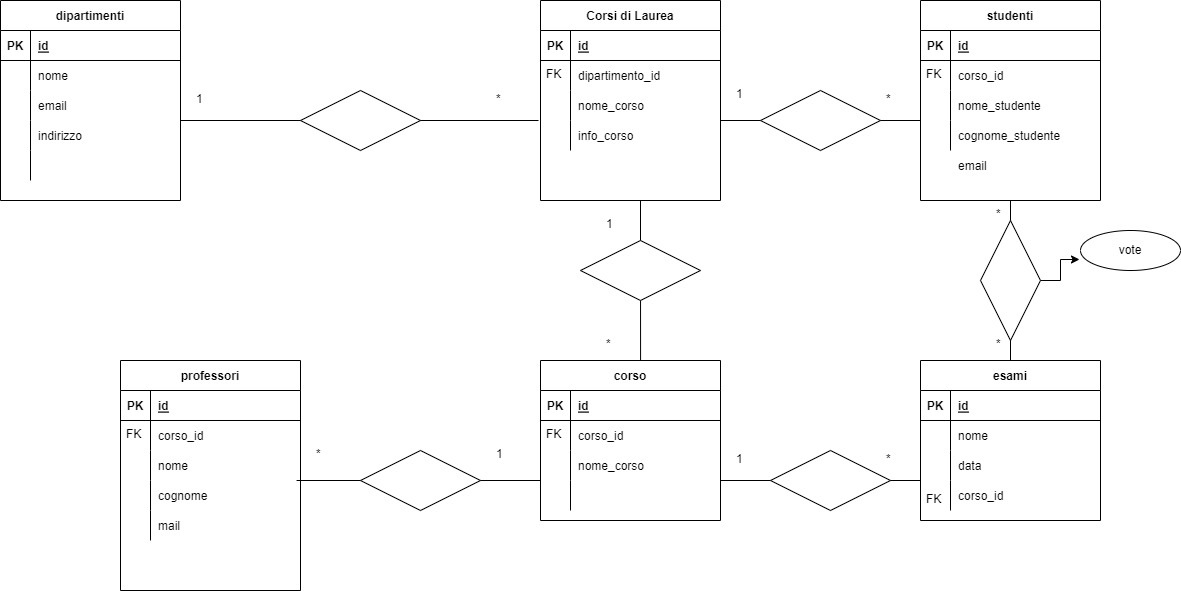 dipartimenti
PK id
nome
email
indirizzo
1
*
Corsi di Laurea
PK id
FK dipartimento_id
nome_corso
info_corso
1
*
studenti
PK id
FK corso_id
nome_studente
cognome_studente
email
1
*
*
vote
*
professori
PK id
FK corso_id
nome
cognome
mail
*
1
corso
PK id
FK corso_id
nome_corso
1
*
esami
PK id
nome
data
FK corso_id